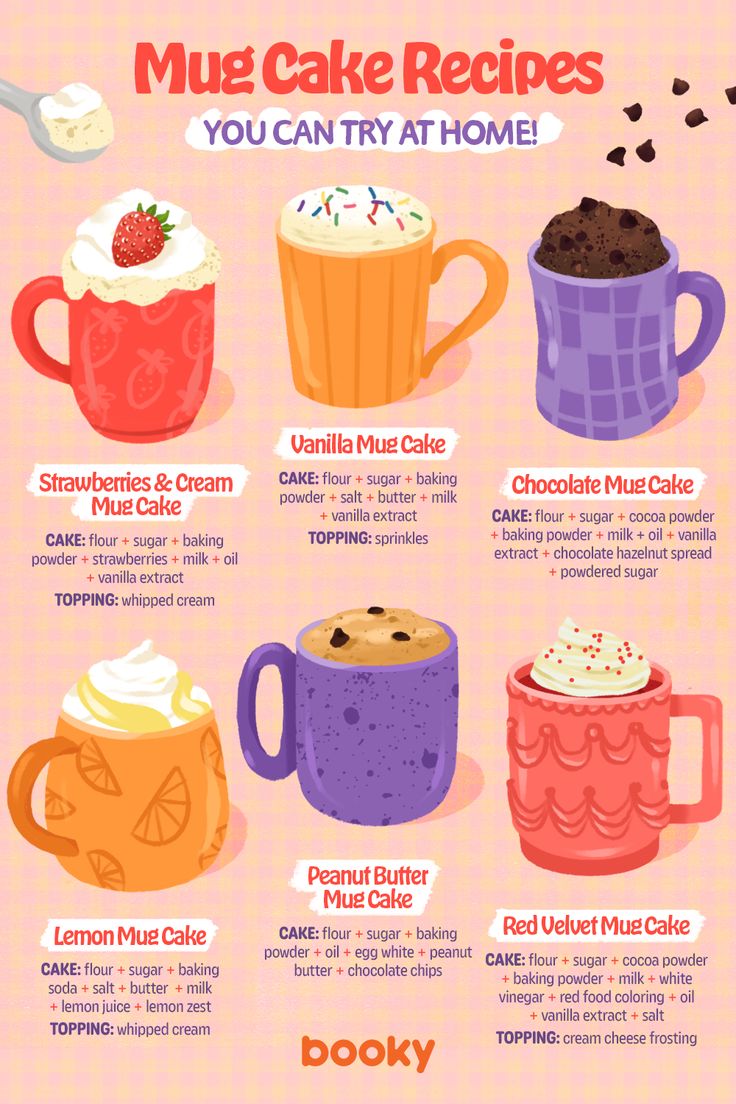 Mug Cake Recipes
YOU CAN TRY AT HOME!
Strawberries & Cream
Mug Cake
CAKE: flour + sugar + baking
powder + strawberries + milk + oil
+ vanilla extract
TOPPING: whipped cream
Vanilla Mug Cake
CAKE: flour + sugar + baking
powder + salt + butter + milk
+ vanilla extract
TOPPING: sprinkles
Chocolate Mug Cake
CAKE: flour + sugar + cocoa powder
+ baking powder + milk + oil + vanilla
extract + chocolate hazelnut spread
+ powdered sugar
Lemon Mug Cake
CAKE: flour + sugar + baking
soda + salt + butter + milk
+ lemon juice + lemon zest
TOPPING: whipped cream
Peanut Butter
Mug Cake
CAKE: flour + sugar + baking
powder + oil + egg white + peanut
butter + chocolate chips
Red Velvet Mug Cake
CAKE: flour + sugar + cocoa powder
+ baking powder + milk + white
vinegar + red food coloring + oil
+ vanilla extract + salt
TOPPING: cream cheese frosting
booky